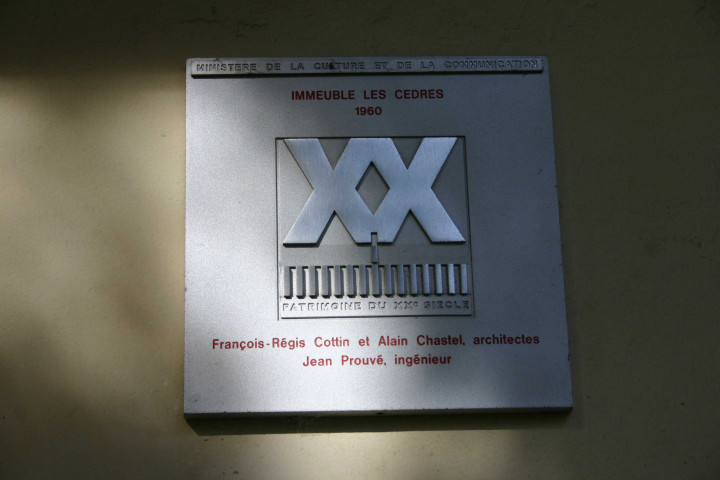 MINISTERE DE LA CULTURE ET DE LA COMMUNICATION
IMMEUBLE LES CEDRES
1960
XX
PATRIMOINE DU XXe SIECLE
François-Régis Cottin et Alain Chastel, architectes
Jean Prouvé, ingénieur